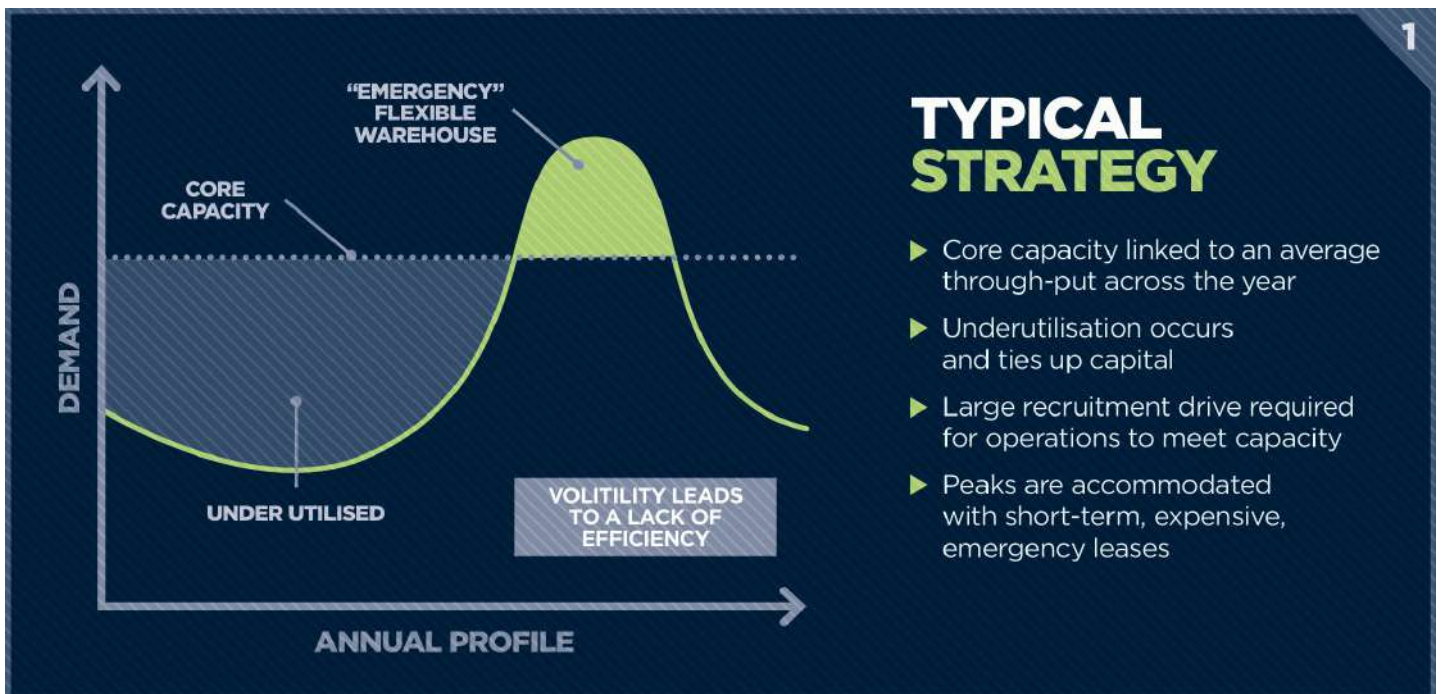 1
"EMERGENCY"
FLEXIBLE
WAREHOUSE
CORE
CAPACITY
DEMAND
UNDER UTILISED
VOLITILITY LEADS
TO A LACK OF
EFFICIENCY
ANNUAL PROFILE
TYPICAL
STRATEGY
Core capacity linked to an average
through-put across the year
Underutilisation occurs
and ties up capital
Large recruitment drive required
for operations to meet capacity
Peaks are accommodated
with short-term, expensive,
emergency leases